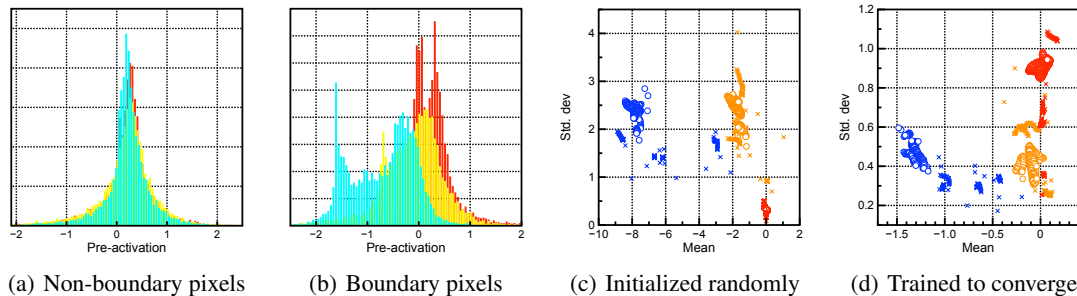 −2 −1 0 1 2
Pre-activation
(a) Non-boundary pixels
−2 −1 0 1 2
Pre-activation
(b) Boundary pixels
4
3
2
1
0
Std. dev
−10 −8 −6 −4 −2 0 2
Mean
(c) Initialized randomly
1.2
1.0
0.8
0.6
0.4
0.2
Std. dev
−1.5 −1.0 −0.5 0
Mean
(d) Trained to converge